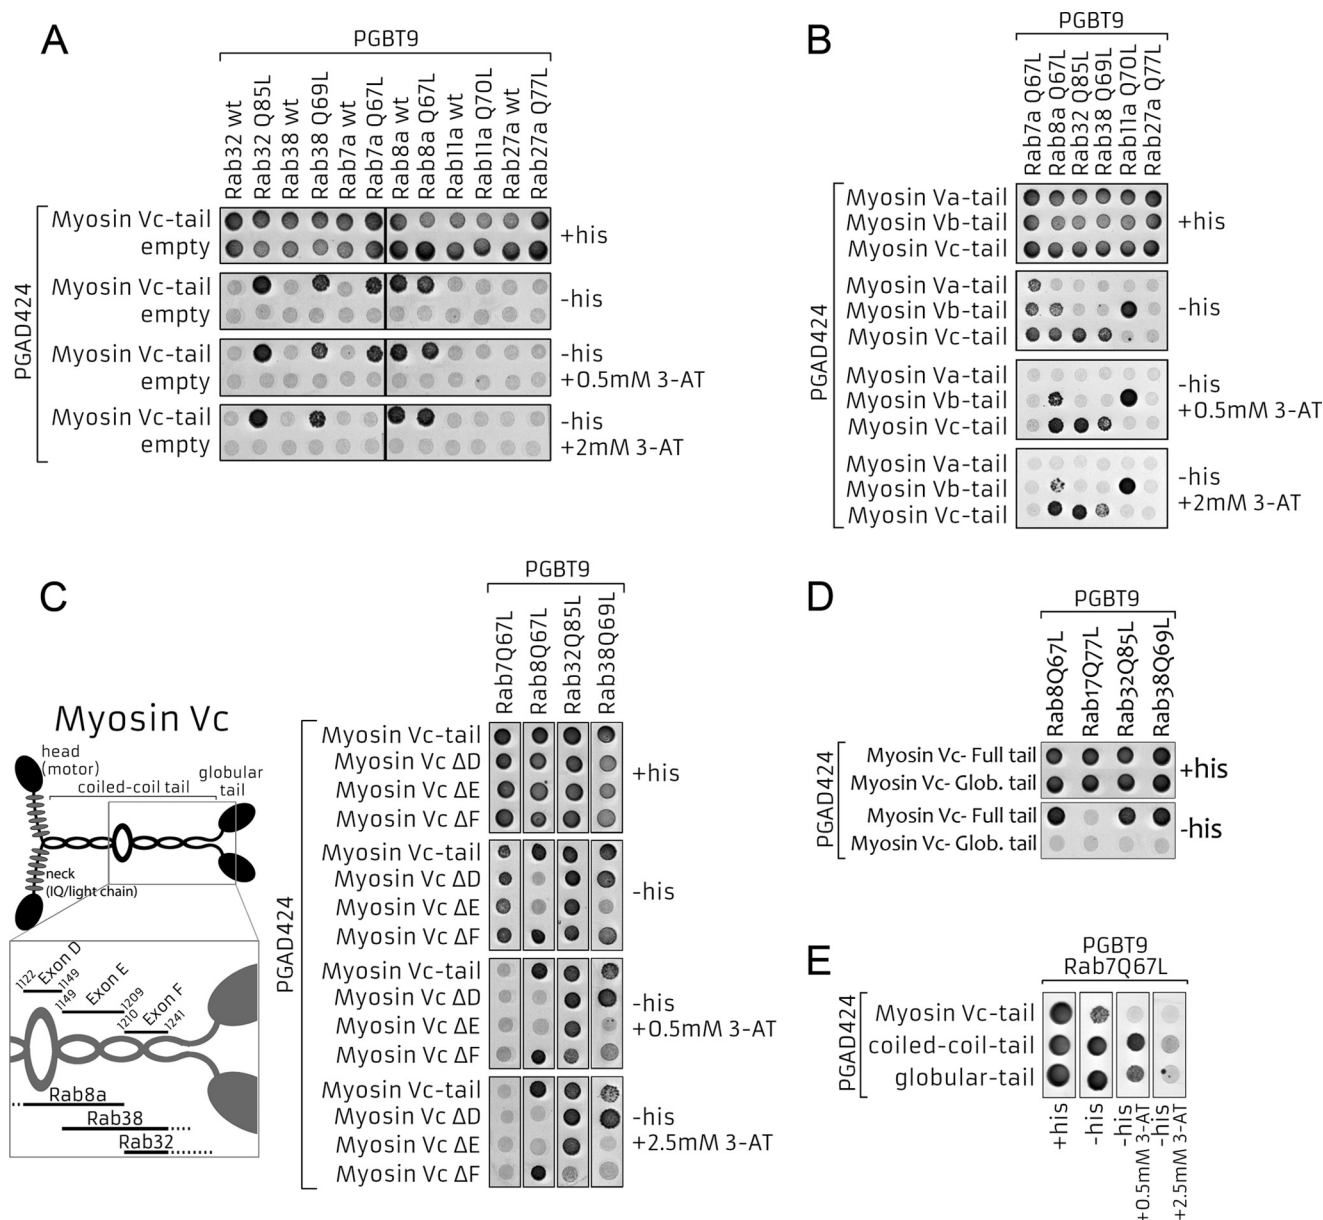 A
PGBT9
Rab32 wt
Rab32 Q85L
Rab38 wt
Rab38 Q69L
Rab7a wt
Rab7a Q67L
Rab8a wt
Rab8a Q67L
Rab11a wt
Rab11a Q70L
Rab27a wt
Rab27a Q77L
PGAD424
Myosin Vc-tail
empty
+his
Myosin Vc-tail
empty
-his
Myosin Vc-tail
empty
-his
+0.5mM 3-AT
Myosin Vc-tail
empty
-his
+2mM 3-AT
B
PGBT9
Rab7a Q67L
Rab8a Q67L
Rab32 Q85L
Rab38 Q69L
Rab11a Q70L
Rab27a Q77L
PGAD424
Myosin Va-tail
Myosin Vb-tail
Myosin Vc-tail
+his
Myosin Va-tail
Myosin Vb-tail
Myosin Vc-tail
-his
Myosin Va-tail
Myosin Vb-tail
Myosin Vc-tail
-his
+0.5mM 3-AT
Myosin Va-tail
Myosin Vb-tail
Myosin Vc-tail
-his
+2mM 3-AT
C
Myosin Vc
head
(motor)
coiled-coil tail
globular
tail
neck
(IQ/light chain)
1122
Exon D
1149
1149
Exon E
1209
1210
Exon F
1241
Rab8a
Rab38
Rab32
PGBT9
Rab7Q67L
Rab8Q67L
Rab32Q85L
Rab38Q69L
PGAD424
Myosin Vc-tail
Myosin Vc ΔD
Myosin Vc ΔE
Myosin Vc ΔF
+his
Myosin Vc-tail
Myosin Vc ΔD
Myosin Vc ΔE
Myosin Vc ΔF
-his
Myosin Vc-tail
Myosin Vc ΔD
Myosin Vc ΔE
Myosin Vc ΔF
-his
+0.5mM 3-AT
Myosin Vc-tail
Myosin Vc ΔD
Myosin Vc ΔE
Myosin Vc ΔF
-his
+2.5mM 3-AT
D
PGBT9
Rab8Q67L
Rab17Q77L
Rab32Q85L
Rab38Q69L
PGAD424
Myosin Vc- Full tail
Myosin Vc- Glob. tail
+his
Myosin Vc- Full tail
Myosin Vc- Glob. tail
-his
E
PGBT9
Rab7Q67L
PGAD424
Myosin Vc-tail
coiled-coil-tail
globular-tail
+his
-his
-his
+0.5mM 3-AT
-his
+2.5mM 3-AT